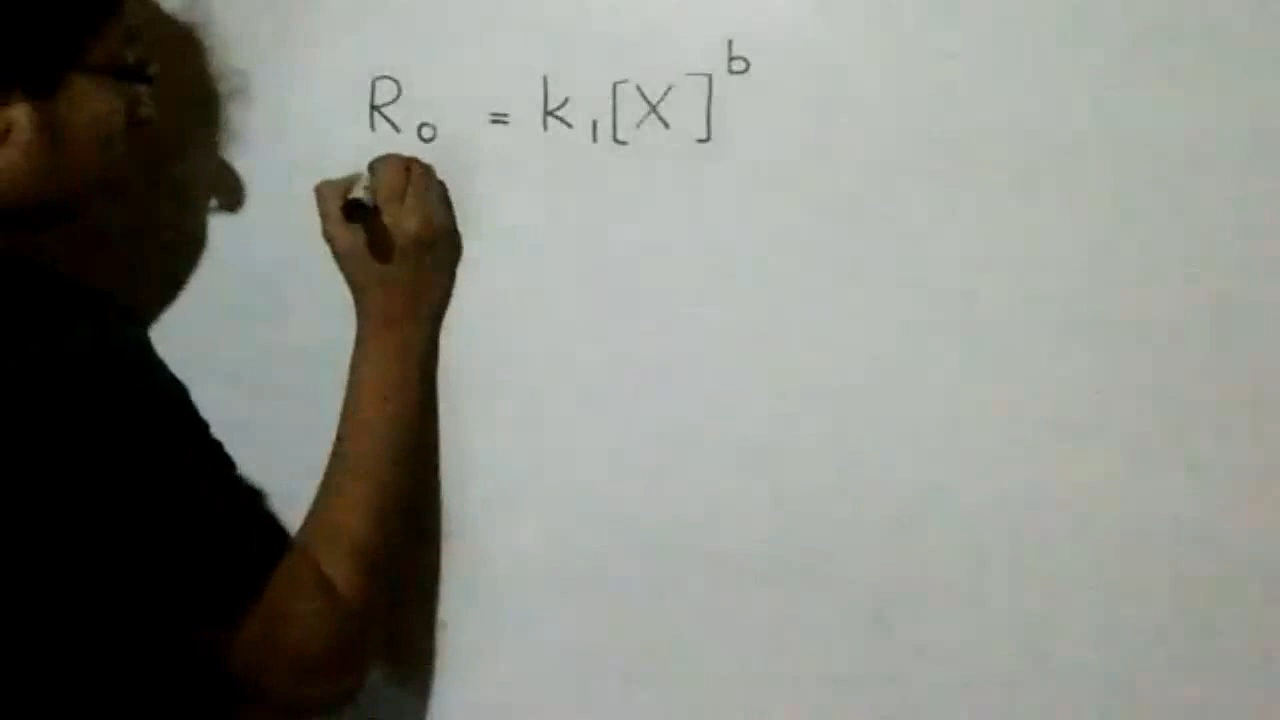 R₀ = k₁[X]ᵇ